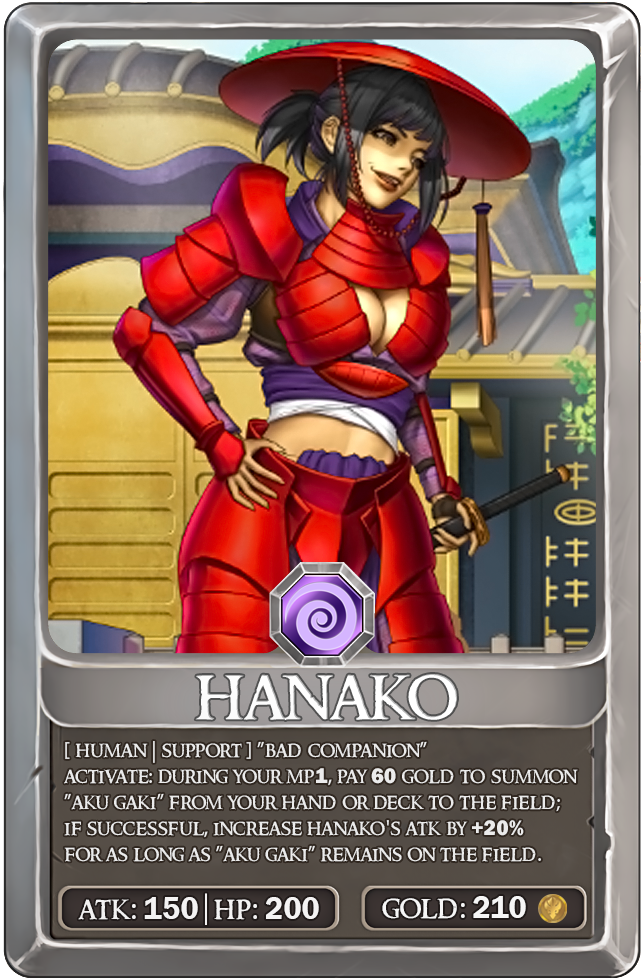 HANAKO
[ HUMAN | SUPPORT ] "BAD COMPANION"
ACTIVATE: DURING YOUR MP1, PAY 60 GOLD TO SUMMON
"AKU GAKI" FROM YOUR HAND OR DECK TO THE FIELD;
IF SUCCESSFUL, INCREASE HANAKO'S ATK BY +20%
FOR AS LONG AS "AKU GAKI" REMAINS ON THE FIELD.
ATK: 150 | HP: 200 GOLD: 210